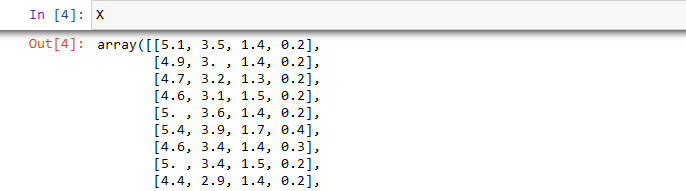 In [4]: X
Out[4]: array([[5.1, 3.5, 1.4, 0.2],
[4.9, 3. , 1.4, 0.2],
[4.7, 3.2, 1.3, 0.2],
[4.6, 3.1, 1.5, 0.2],
[5. , 3.6, 1.4, 0.2],
[5.4, 3.9, 1.7, 0.4],
[4.6, 3.4, 1.4, 0.3],
[5. , 3.4, 1.5, 0.2],
[4.4, 2.9, 1.4, 0.2],